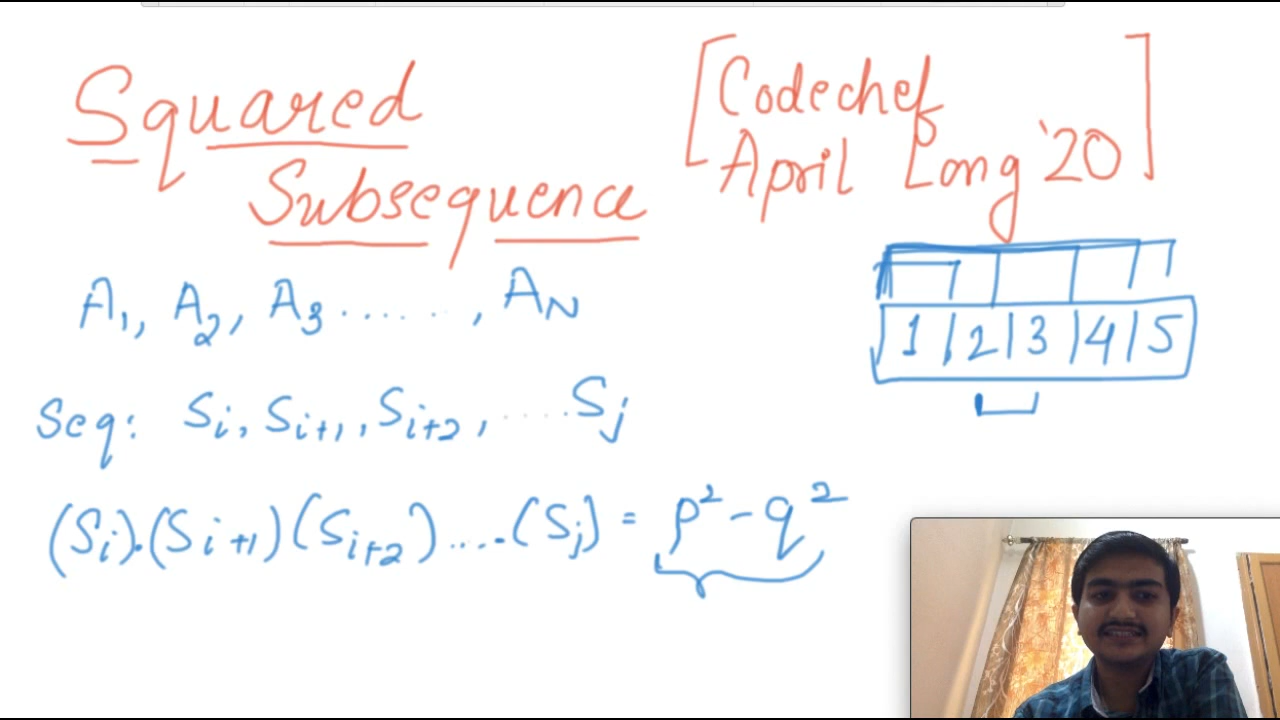 Squared
Subsequence
[Codechef
April Long '20]
A₁, A₂, A₃ ......, A_N
1 | 2 | 3 | 4 | 5
Seq: Sᵢ, Sᵢ₊₁, Sᵢ₊₂, ....Sⱼ
(Sᵢ).(Sᵢ₊₁)(Sᵢ₊₂)....(Sⱼ) = p² - q²